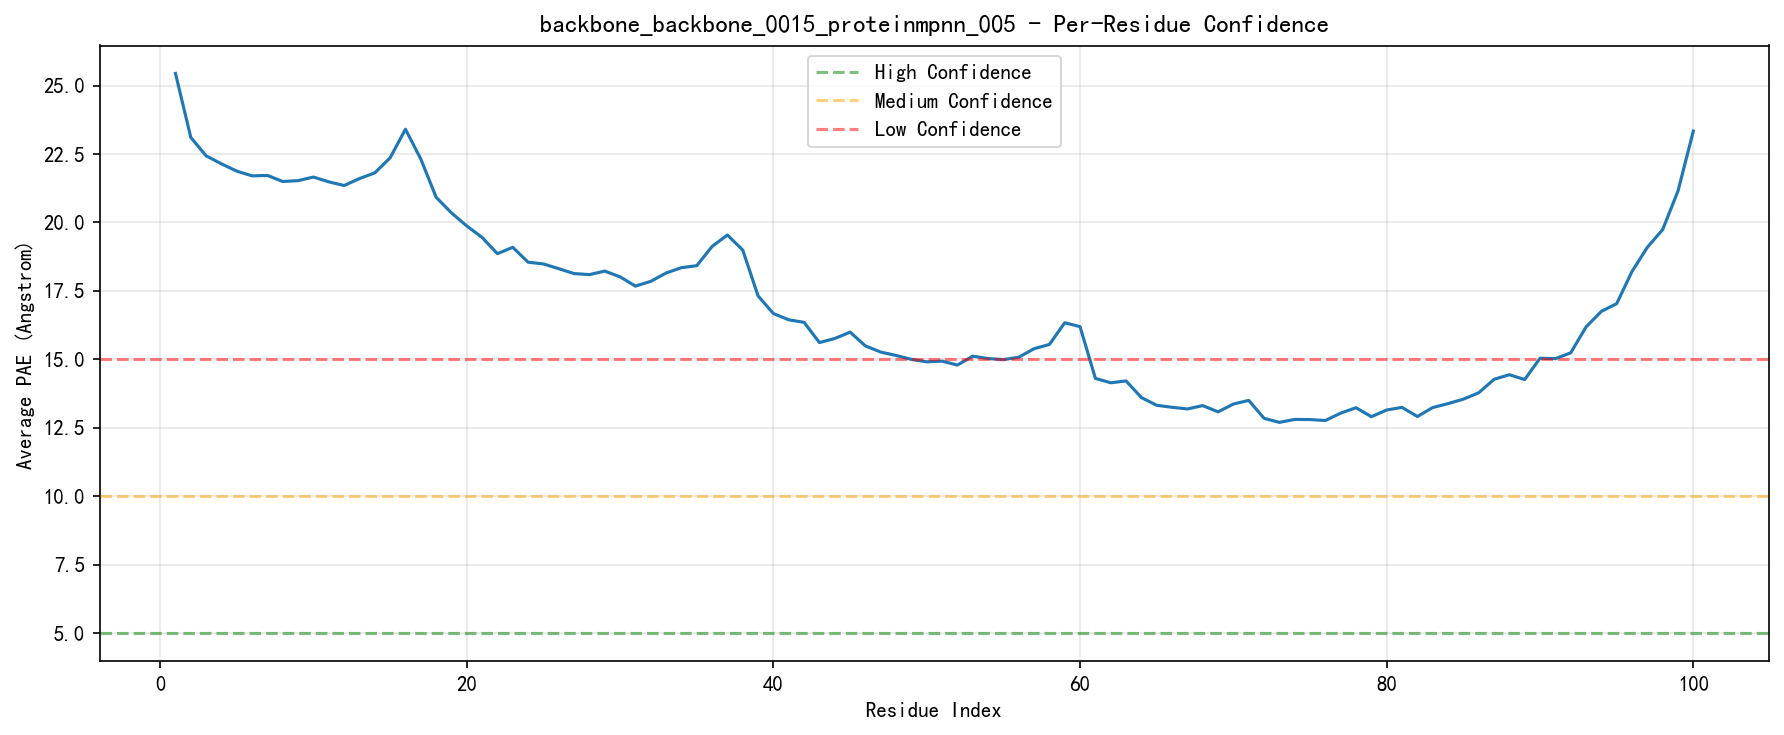 backbone_backbone_0015_proteinmpnn_005 - Per-Residue Confidence
High Confidence
Medium Confidence
Low Confidence
Average PAE (Angstrom)
25.0
22.5
20.0
17.5
15.0
12.5
10.0
7.5
5.0
0 20 40 60 80 100
Residue Index